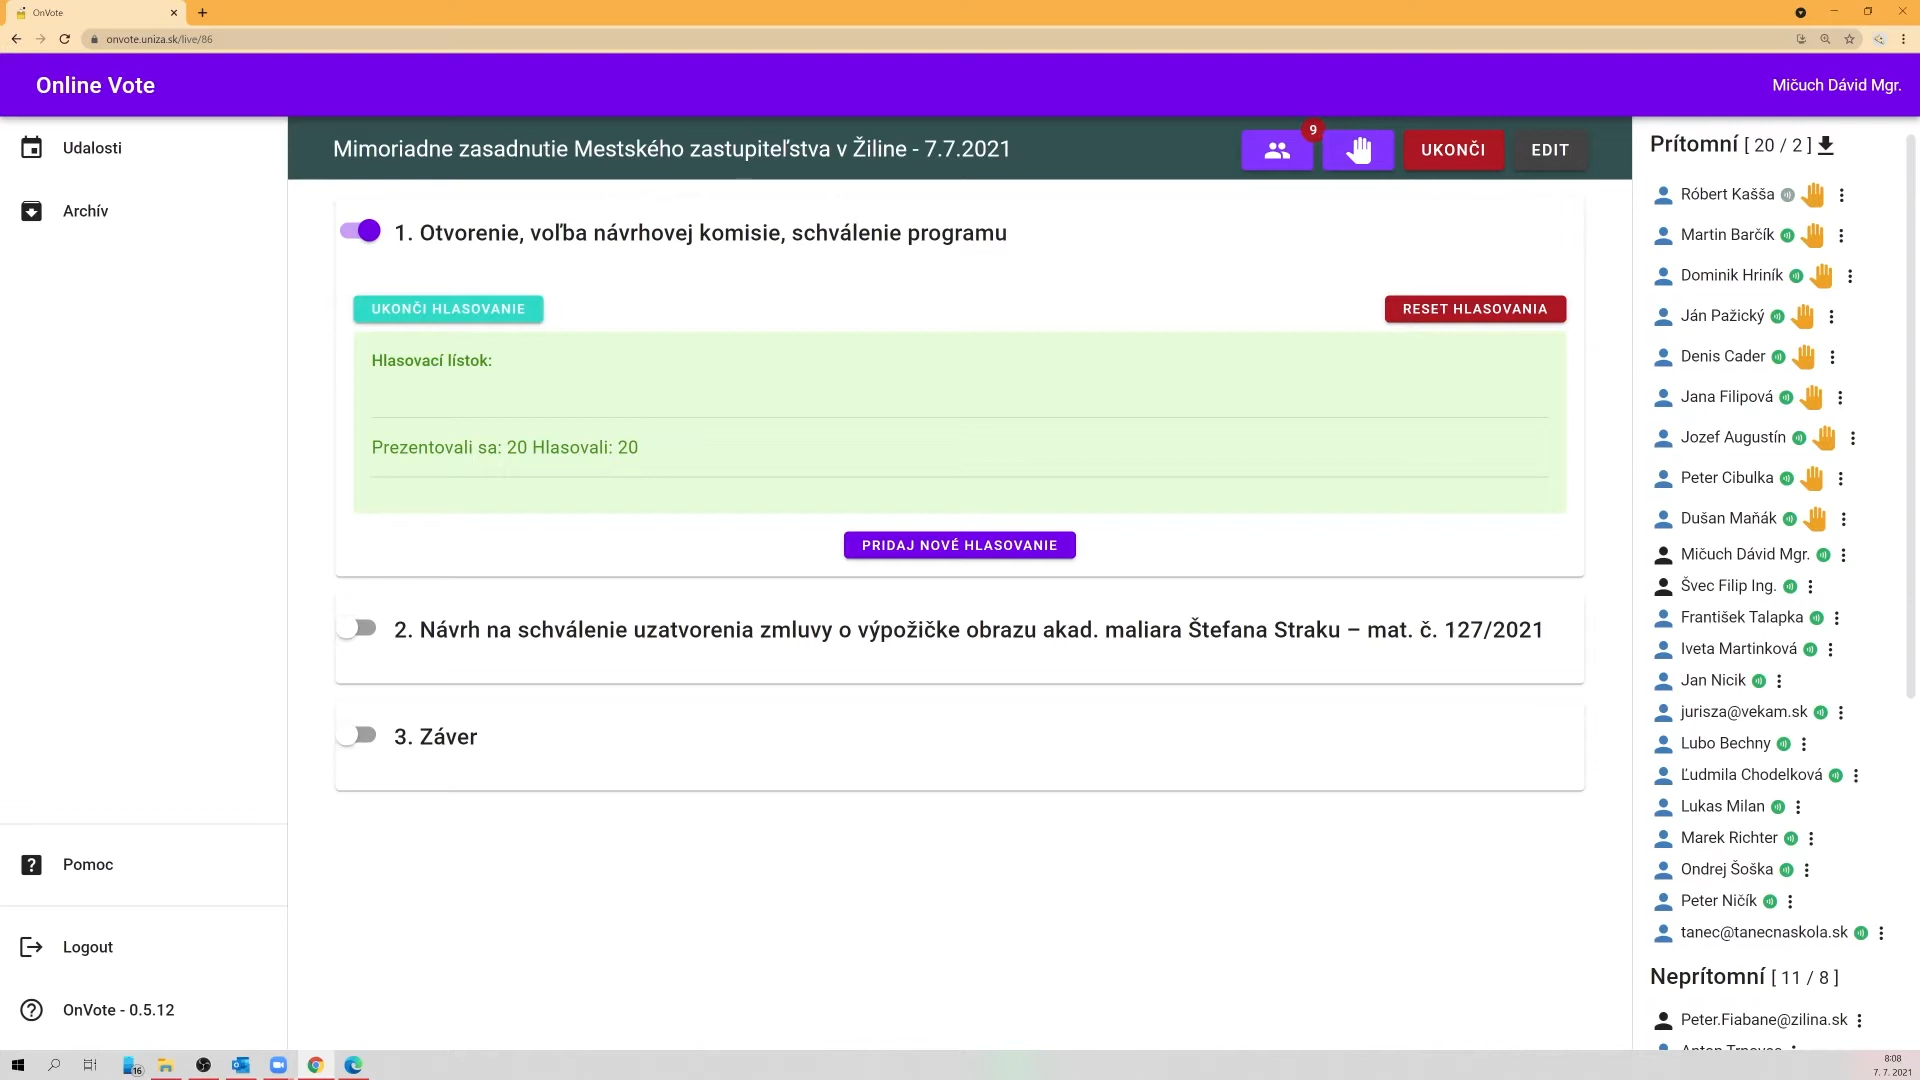 OnVote
onvote.uniza.sk/live/86
Online Vote
Mičuch Dávid Mgr.
Udalosti
Archív
Pomoc
Logout
OnVote - 0.5.12
Mimoriadne zasadnutie Mestského zastupiteľstva v Žiline - 7.7.2021
9
UKONČI
EDIT
1. Otvorenie, voľba návrhovej komisie, schválenie programu
UKONČI HLASOVANIE
RESET HLASOVANIA
Hlasovací lístok:
Prezentovali sa: 20 Hlasovali: 20
PRIDAJ NOVÉ HLASOVANIE
2. Návrh na schválenie uzatvorenia zmluvy o výpožičke obrazu akad. maliara Štefana Straku – mat. č. 127/2021
3. Záver
Prítomní [ 20 / 2 ]
Róbert Kašša
Martin Barčík
Dominik Hriník
Ján Pažický
Denis Cader
Jana Filipová
Jozef Augustín
Peter Cibulka
Dušan Maňák
Mičuch Dávid Mgr.
Švec Filip Ing.
František Talapka
Iveta Martinková
Jan Nicik
jurisza@vekam.sk
Lubo Bechny
Ľudmila Chodelková
Lukas Milan
Marek Richter
Ondrej Šoška
Peter Ničík
tanec@tanecnaskola.sk
Neprítomní [ 11 / 8 ]
Peter.Fiabane@zilina.sk
16
8:08
7. 7. 2021